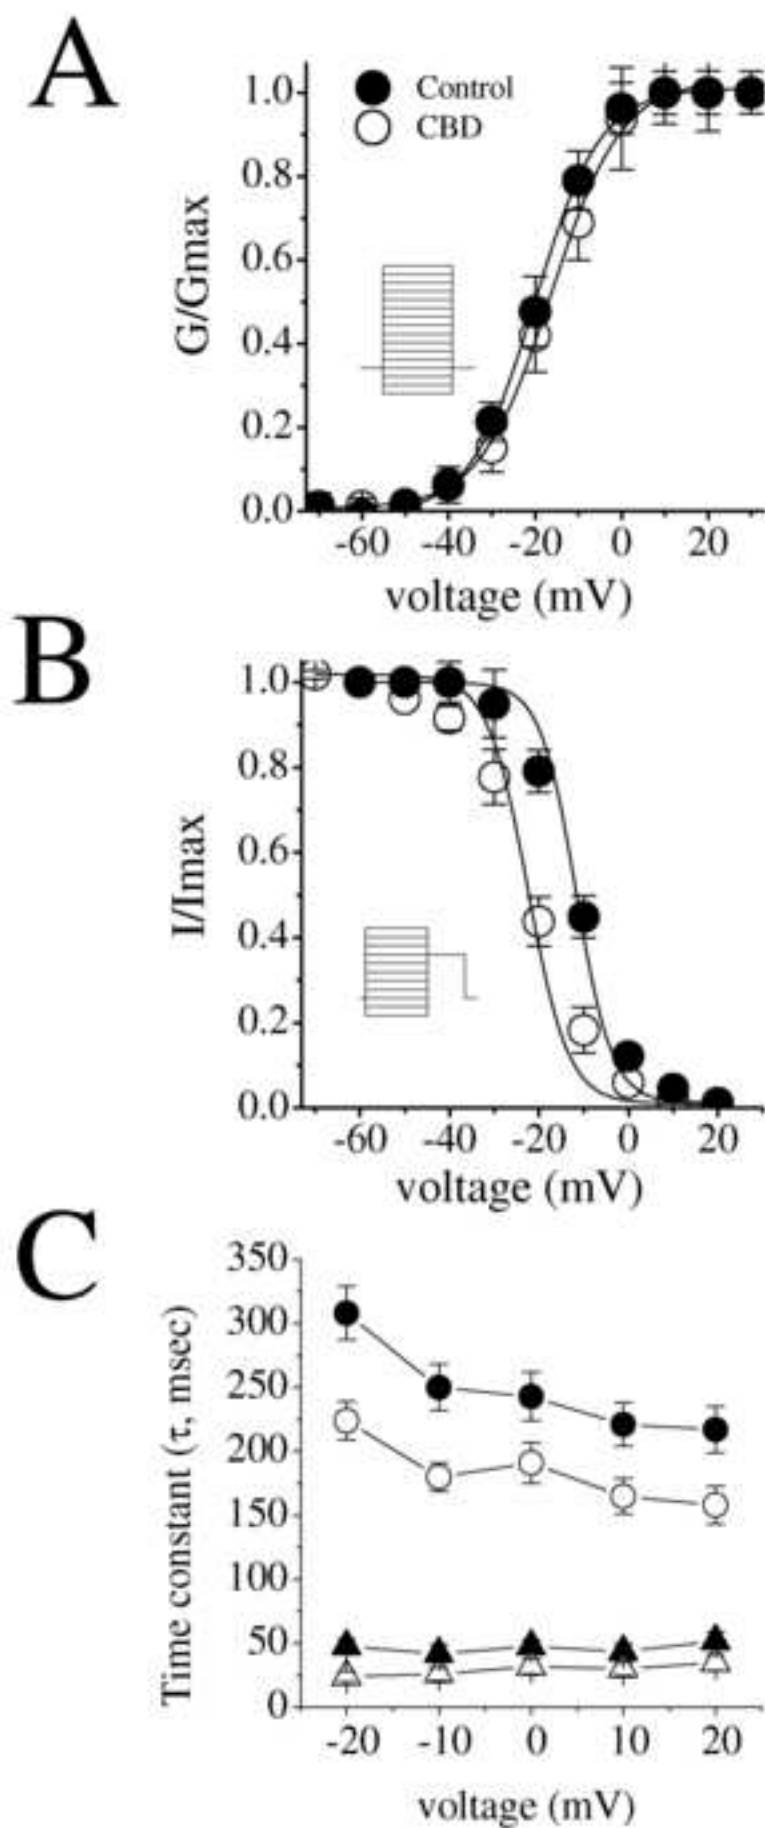 A
1.0
Control
CBD
0.8
0.6
0.4
0.2
0.0
G/Gmax
-60 -40 -20 0 20
voltage (mV)
B
1.0
0.8
0.6
0.4
0.2
0.0
I/Imax
-60 -40 -20 0 20
voltage (mV)
C
350
300
250
200
150
100
50
0
Time constant (τ, msec)
-20 -10 0 10 20
voltage (mV)